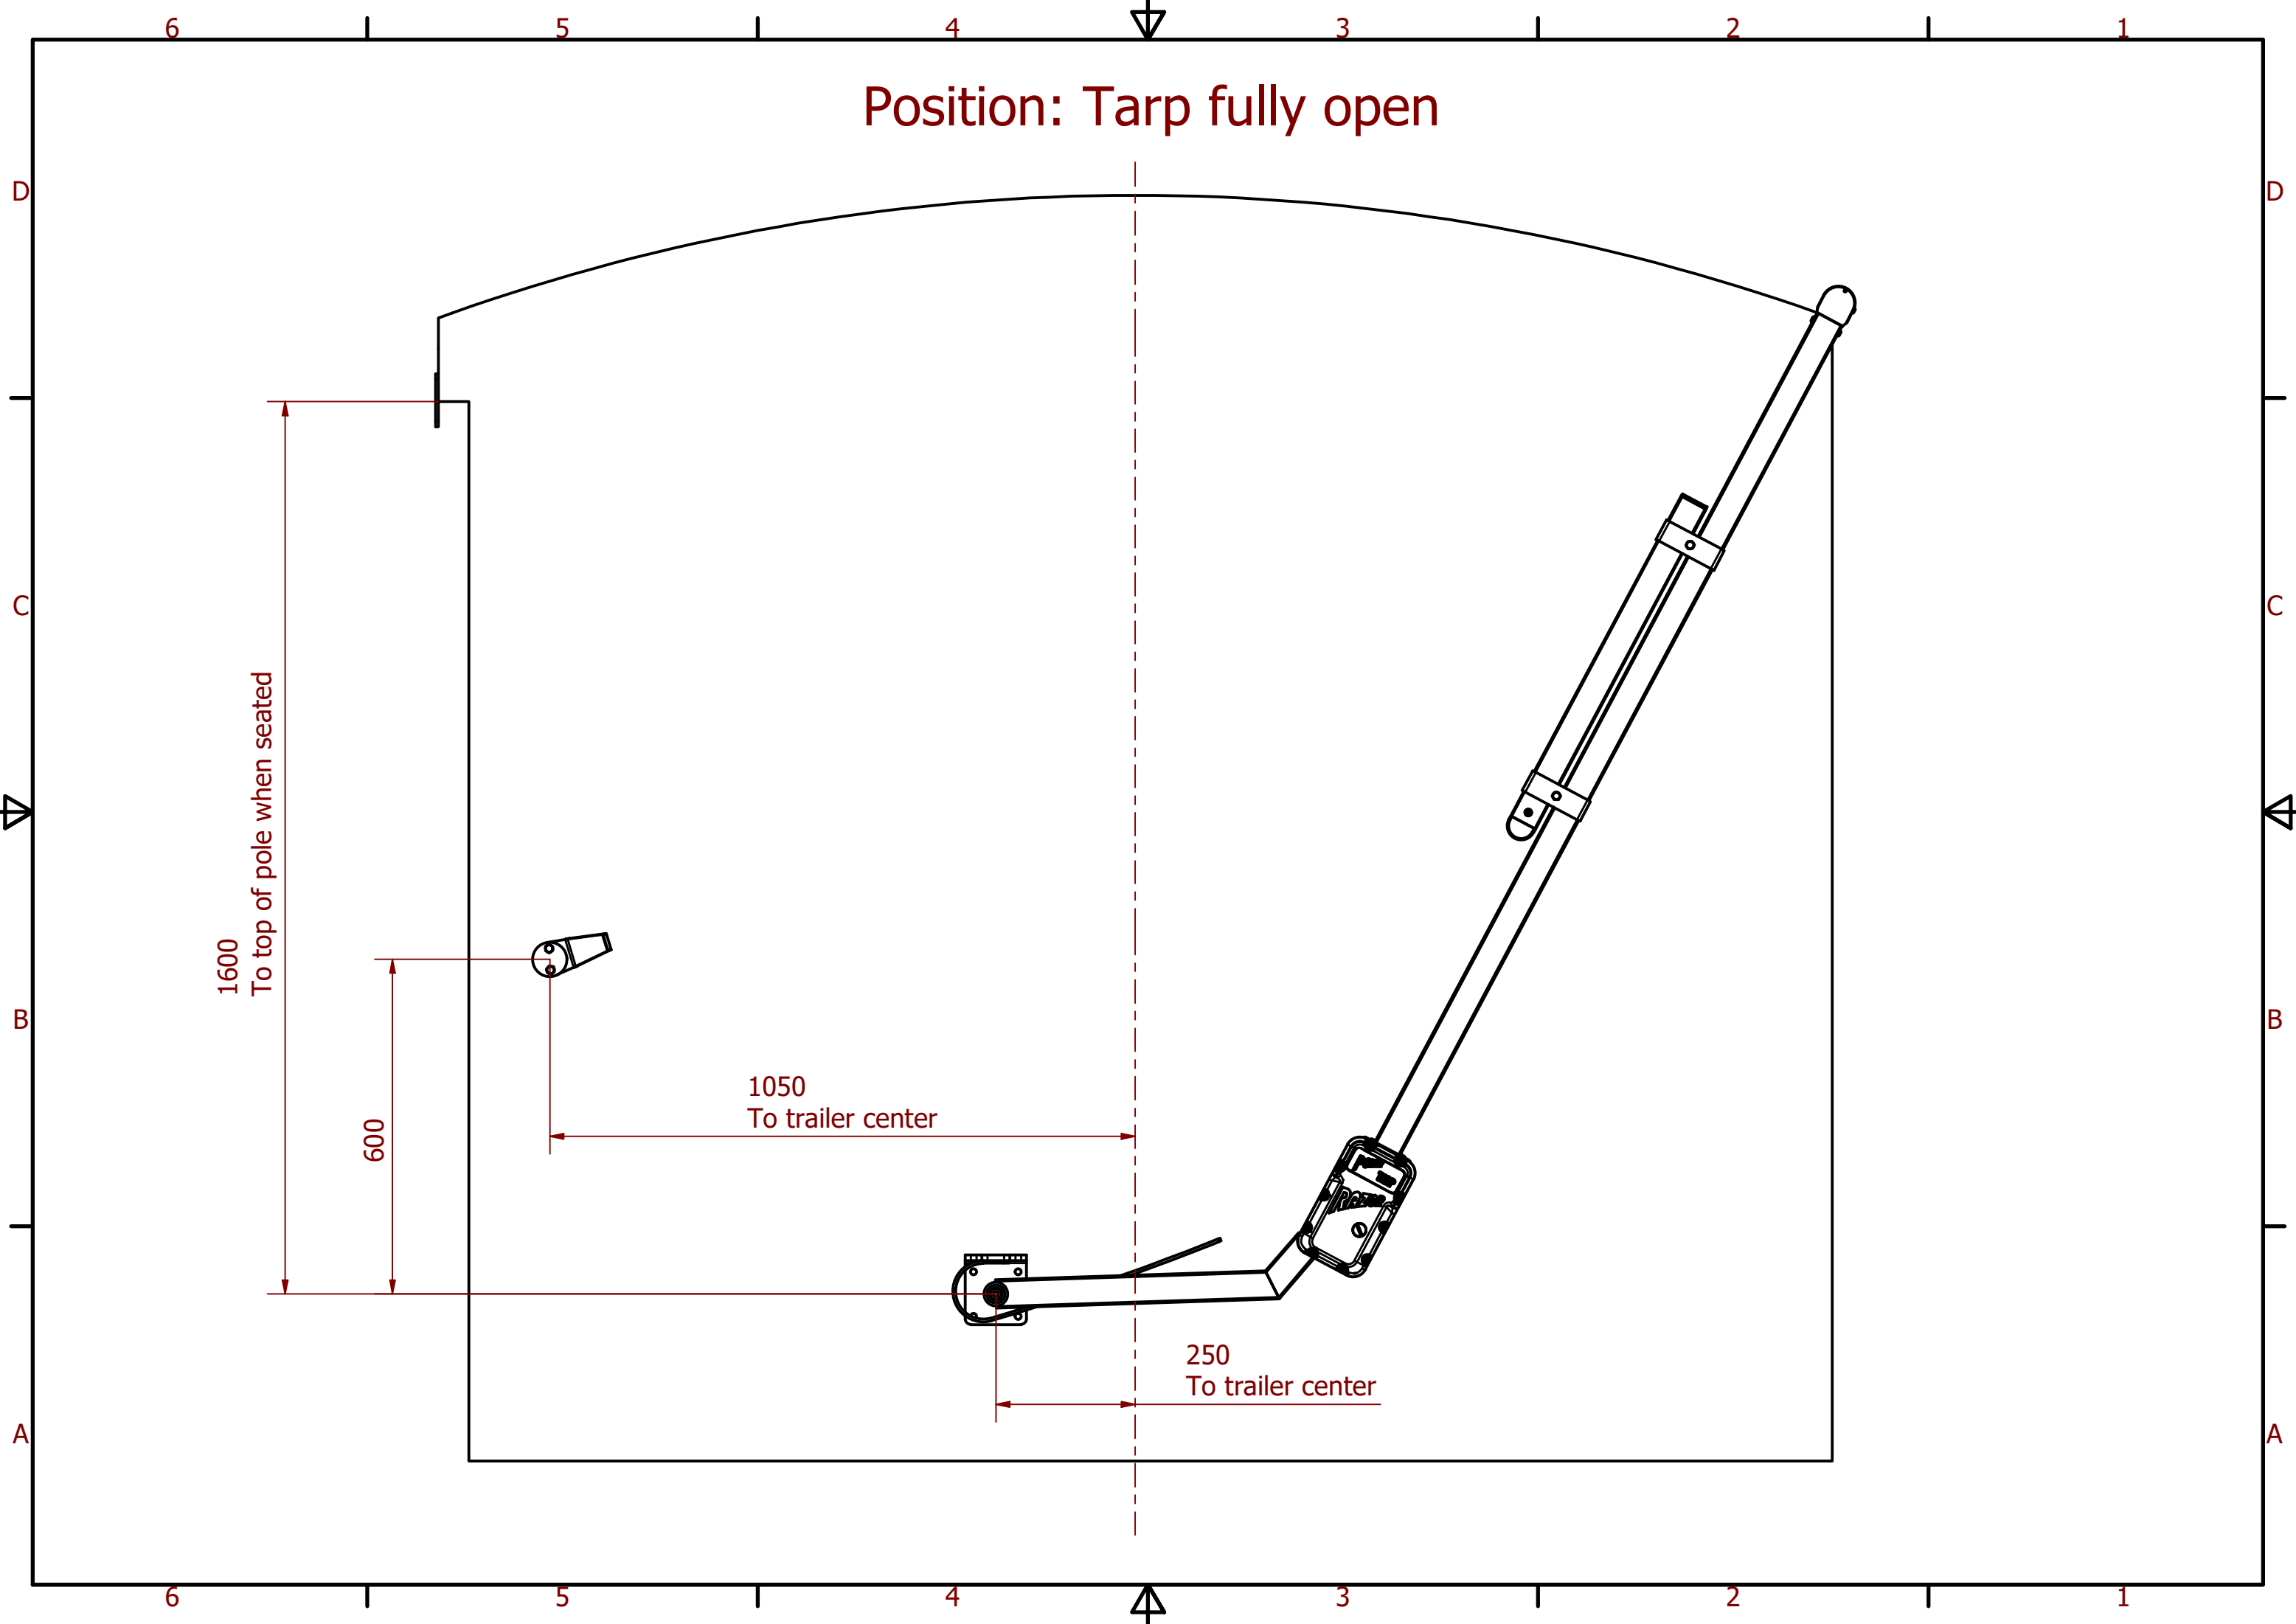 6 5 4 3 2 1
Position: Tarp fully open
D D
C C
1600
To top of pole when seated
B B
1050
To trailer center
600
250
To trailer center
A A
6 5 4 3 2 1